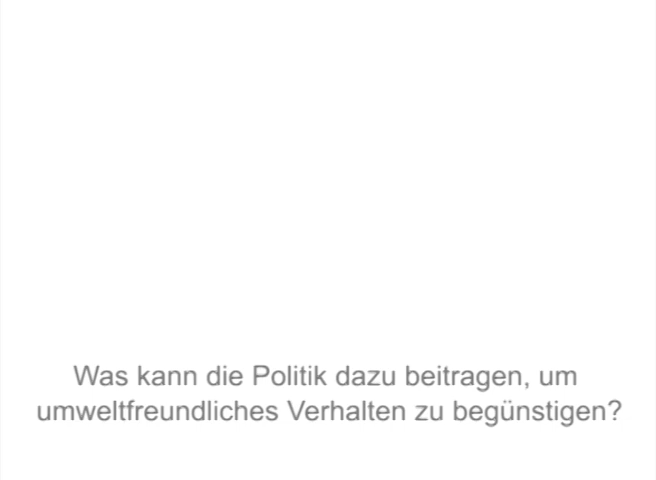 Was kann die Politik dazu beitragen, um
umweltfreundliches Verhalten zu begünstigen?